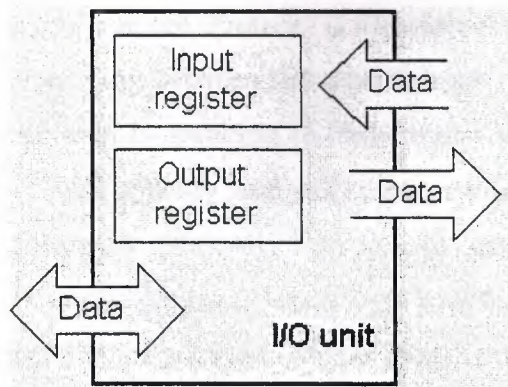 Input
register
Data
Output
register
Data
Data
I/O unit